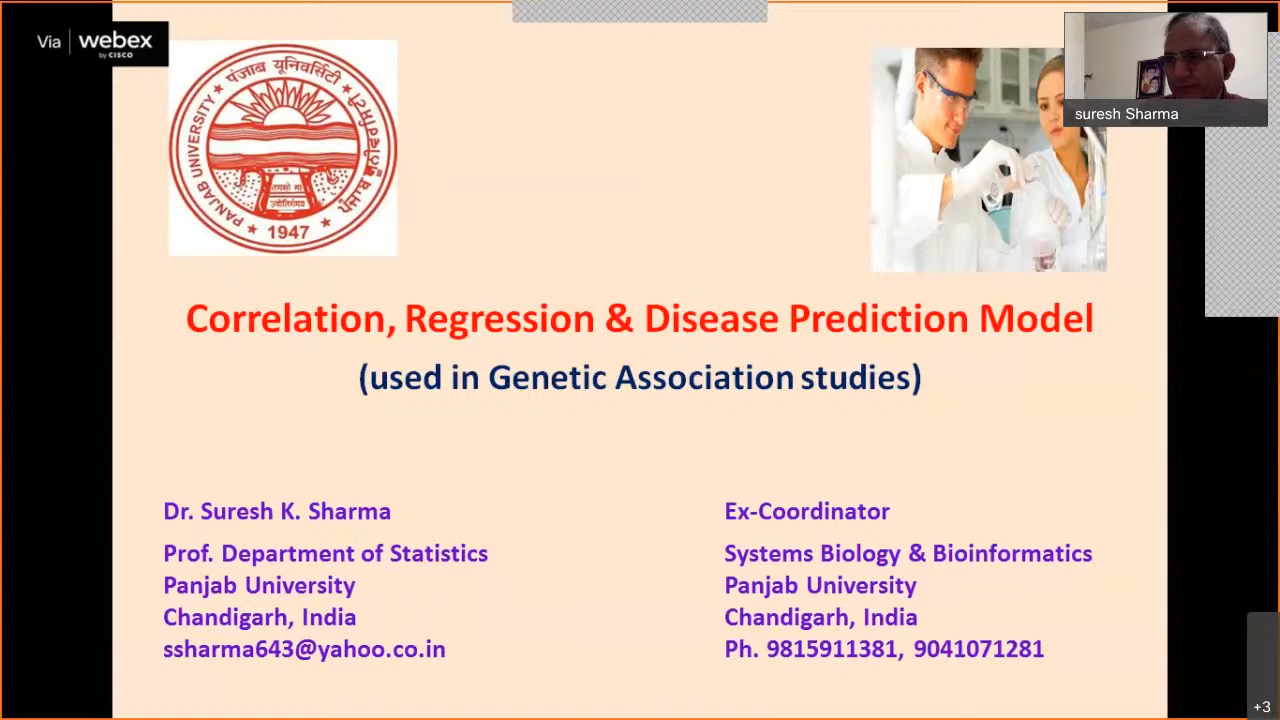 Via webex
by CISCO
suresh Sharma
पंजाब यूनिवर्सिटी
PANJAB UNIVERSITY
तमसो मा
ज्योतिर्गमय
1947
Correlation, Regression & Disease Prediction Model
(used in Genetic Association studies)
Dr. Suresh K. Sharma
Prof. Department of Statistics
Panjab University
Chandigarh, India
ssharma643@yahoo.co.in
Ex-Coordinator
Systems Biology & Bioinformatics
Panjab University
Chandigarh, India
Ph. 9815911381, 9041071281
+3